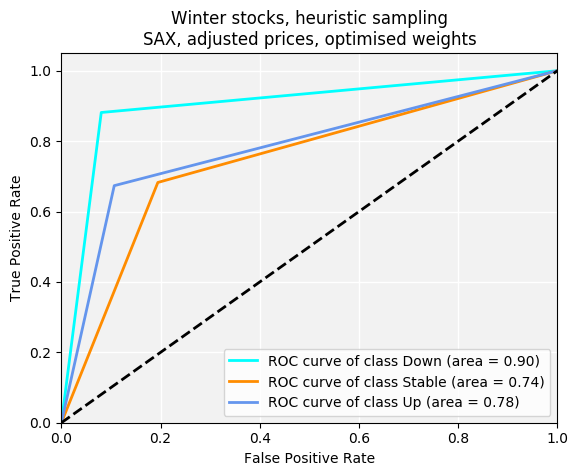 Winter stocks, heuristic sampling
SAX, adjusted prices, optimised weights
True Positive Rate
1.0
0.8
0.6
0.4
0.2
0.0
ROC curve of class Down (area = 0.90)
ROC curve of class Stable (area = 0.74)
ROC curve of class Up (area = 0.78)
0.0 0.2 0.4 0.6 0.8 1.0
False Positive Rate